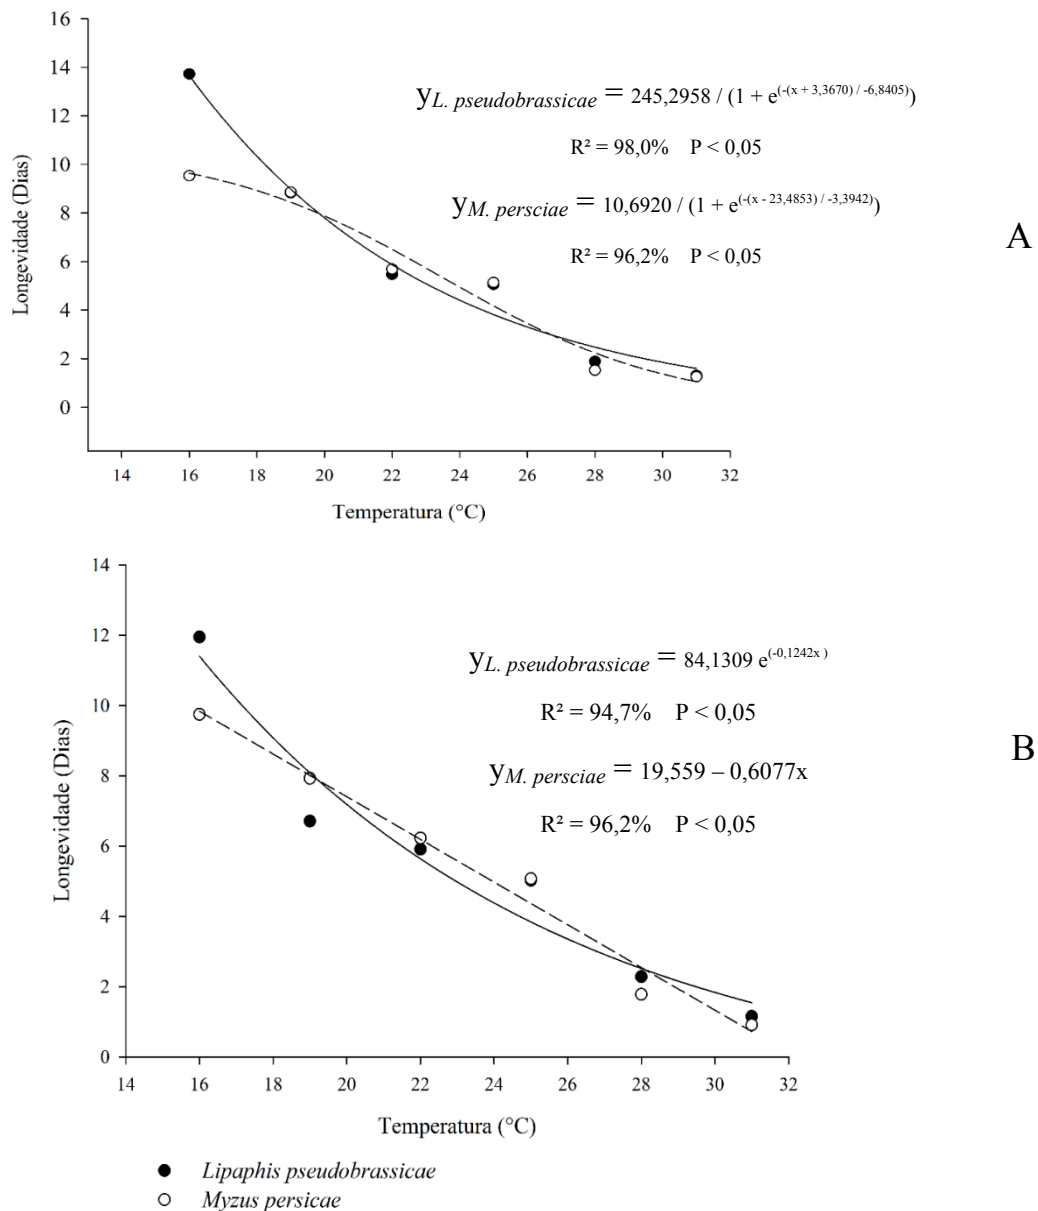 16
14
12
10
8
6
4
2
0
Longevidade (Dias)
yL. pseudobrassicae = 245,2958 / (1 + e(-(x + 3,3670) / -6,8405))
R² = 98,0% P < 0,05
yM. persciae = 10,6920 / (1 + e(-(x - 23,4853) / -3,3942))
R² = 96,2% P < 0,05
A
14 16 18 20 22 24 26 28 30 32
Temperatura (°C)
14
12
10
8
6
4
2
0
Longevidade (Dias)
yL. pseudobrassicae = 84,1309 e(-0,1242x )
R² = 94,7% P < 0,05
yM. persciae = 19,559 – 0,6077x
R² = 96,2% P < 0,05
B
14 16 18 20 22 24 26 28 30 32
Temperatura (°C)
Lipaphis pseudobrassicae
Myzus persicae